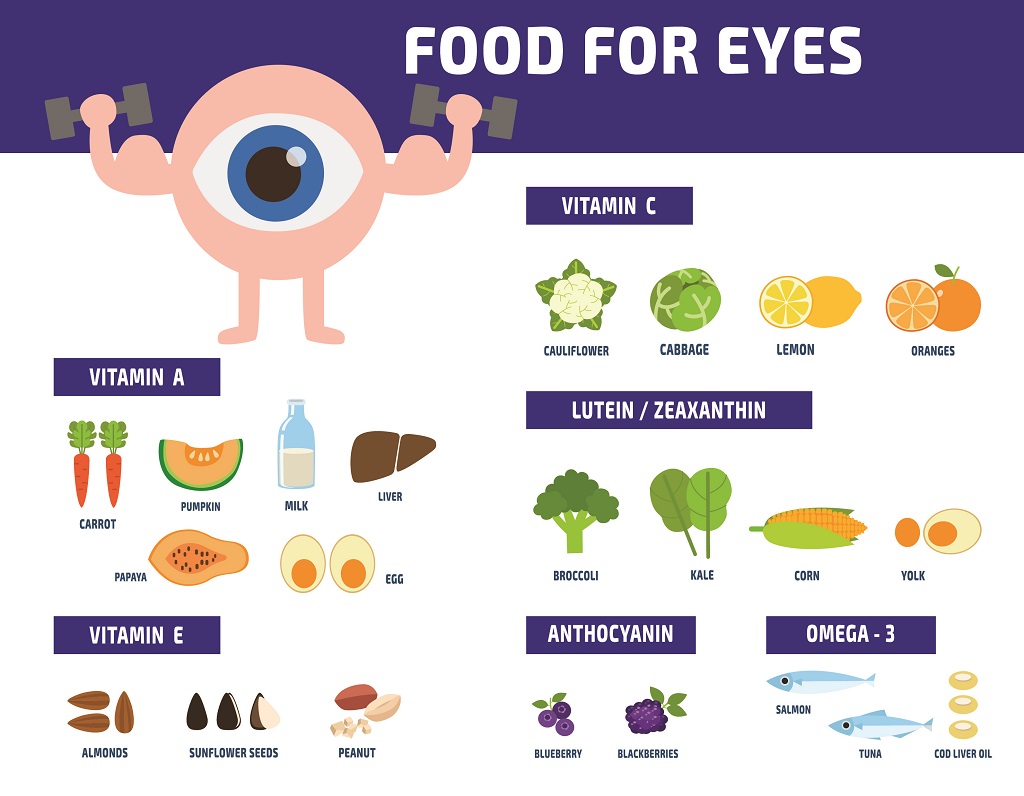 FOOD FOR EYES
VITAMIN A
CARROT
PUMPKIN
MILK
LIVER
PAPAYA
EGG
VITAMIN E
ALMONDS
SUNFLOWER SEEDS
PEANUT
VITAMIN C
CAULIFLOWER
CABBAGE
LEMON
ORANGES
LUTEIN / ZEAXANTHIN
BROCCOLI
KALE
CORN
YOLK
ANTHOCYANIN
BLUEBERRY
BLACKBERRIES
OMEGA - 3
SALMON
TUNA
COD LIVER OIL